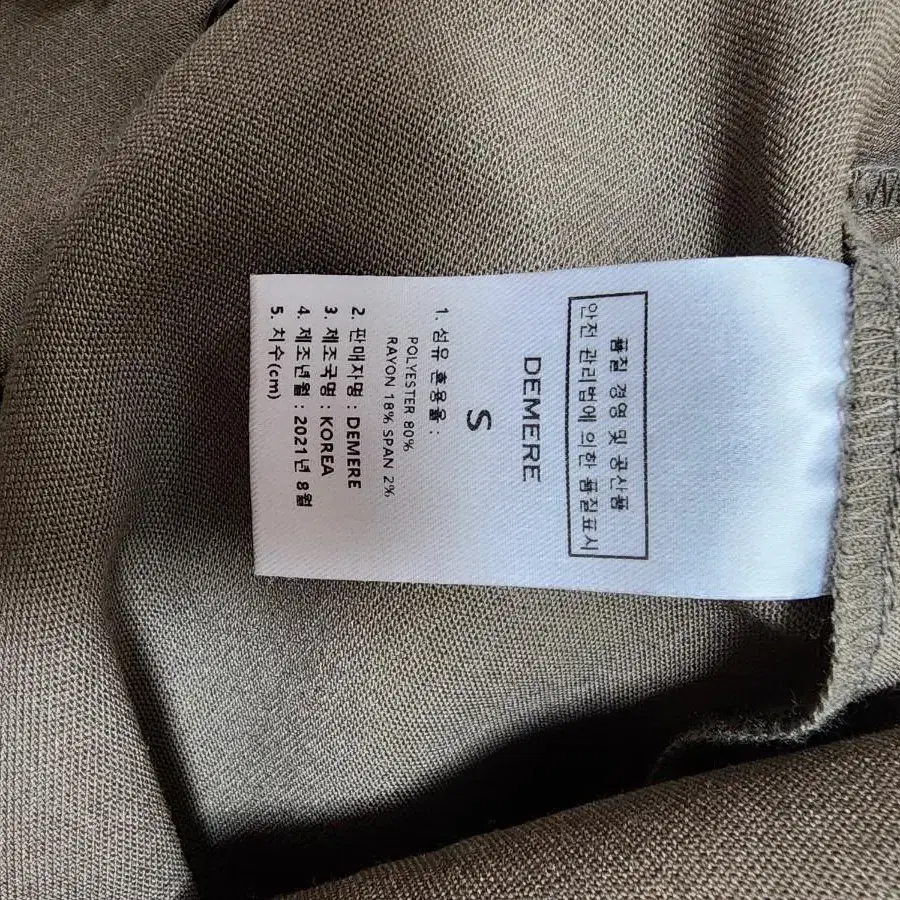 품질 경영 및 공산품
안전 관리법에 의한 품질표시
DEMERE
S
1. 섬유 혼용율 :
POLYESTER 80%
RAYON 18% SPAN 2%
2. 판매자명 : DEMERE
3. 제조국명 : KOREA
4. 제조년월 : 2021년 8월
5. 치수(cm)